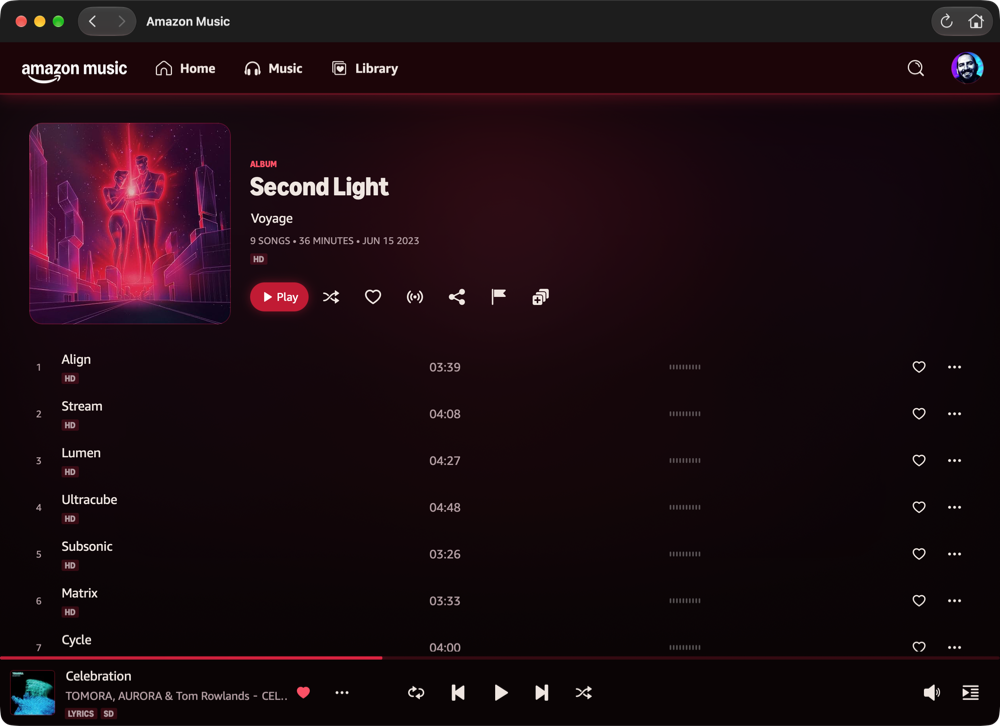 Amazon Music
amazon music
Home
Music
Library
ALBUM
Second Light
Voyage
9 SONGS • 36 MINUTES • JUN 15 2023
HD
Play
1
Align
HD
03:39
2
Stream
HD
04:08
3
Lumen
HD
04:27
4
Ultracube
HD
04:48
5
Subsonic
HD
03:26
6
Matrix
HD
03:33
7
Cycle
04:00
Celebration
TOMORA, AURORA & Tom Rowlands - CEL..
LYRICS SD